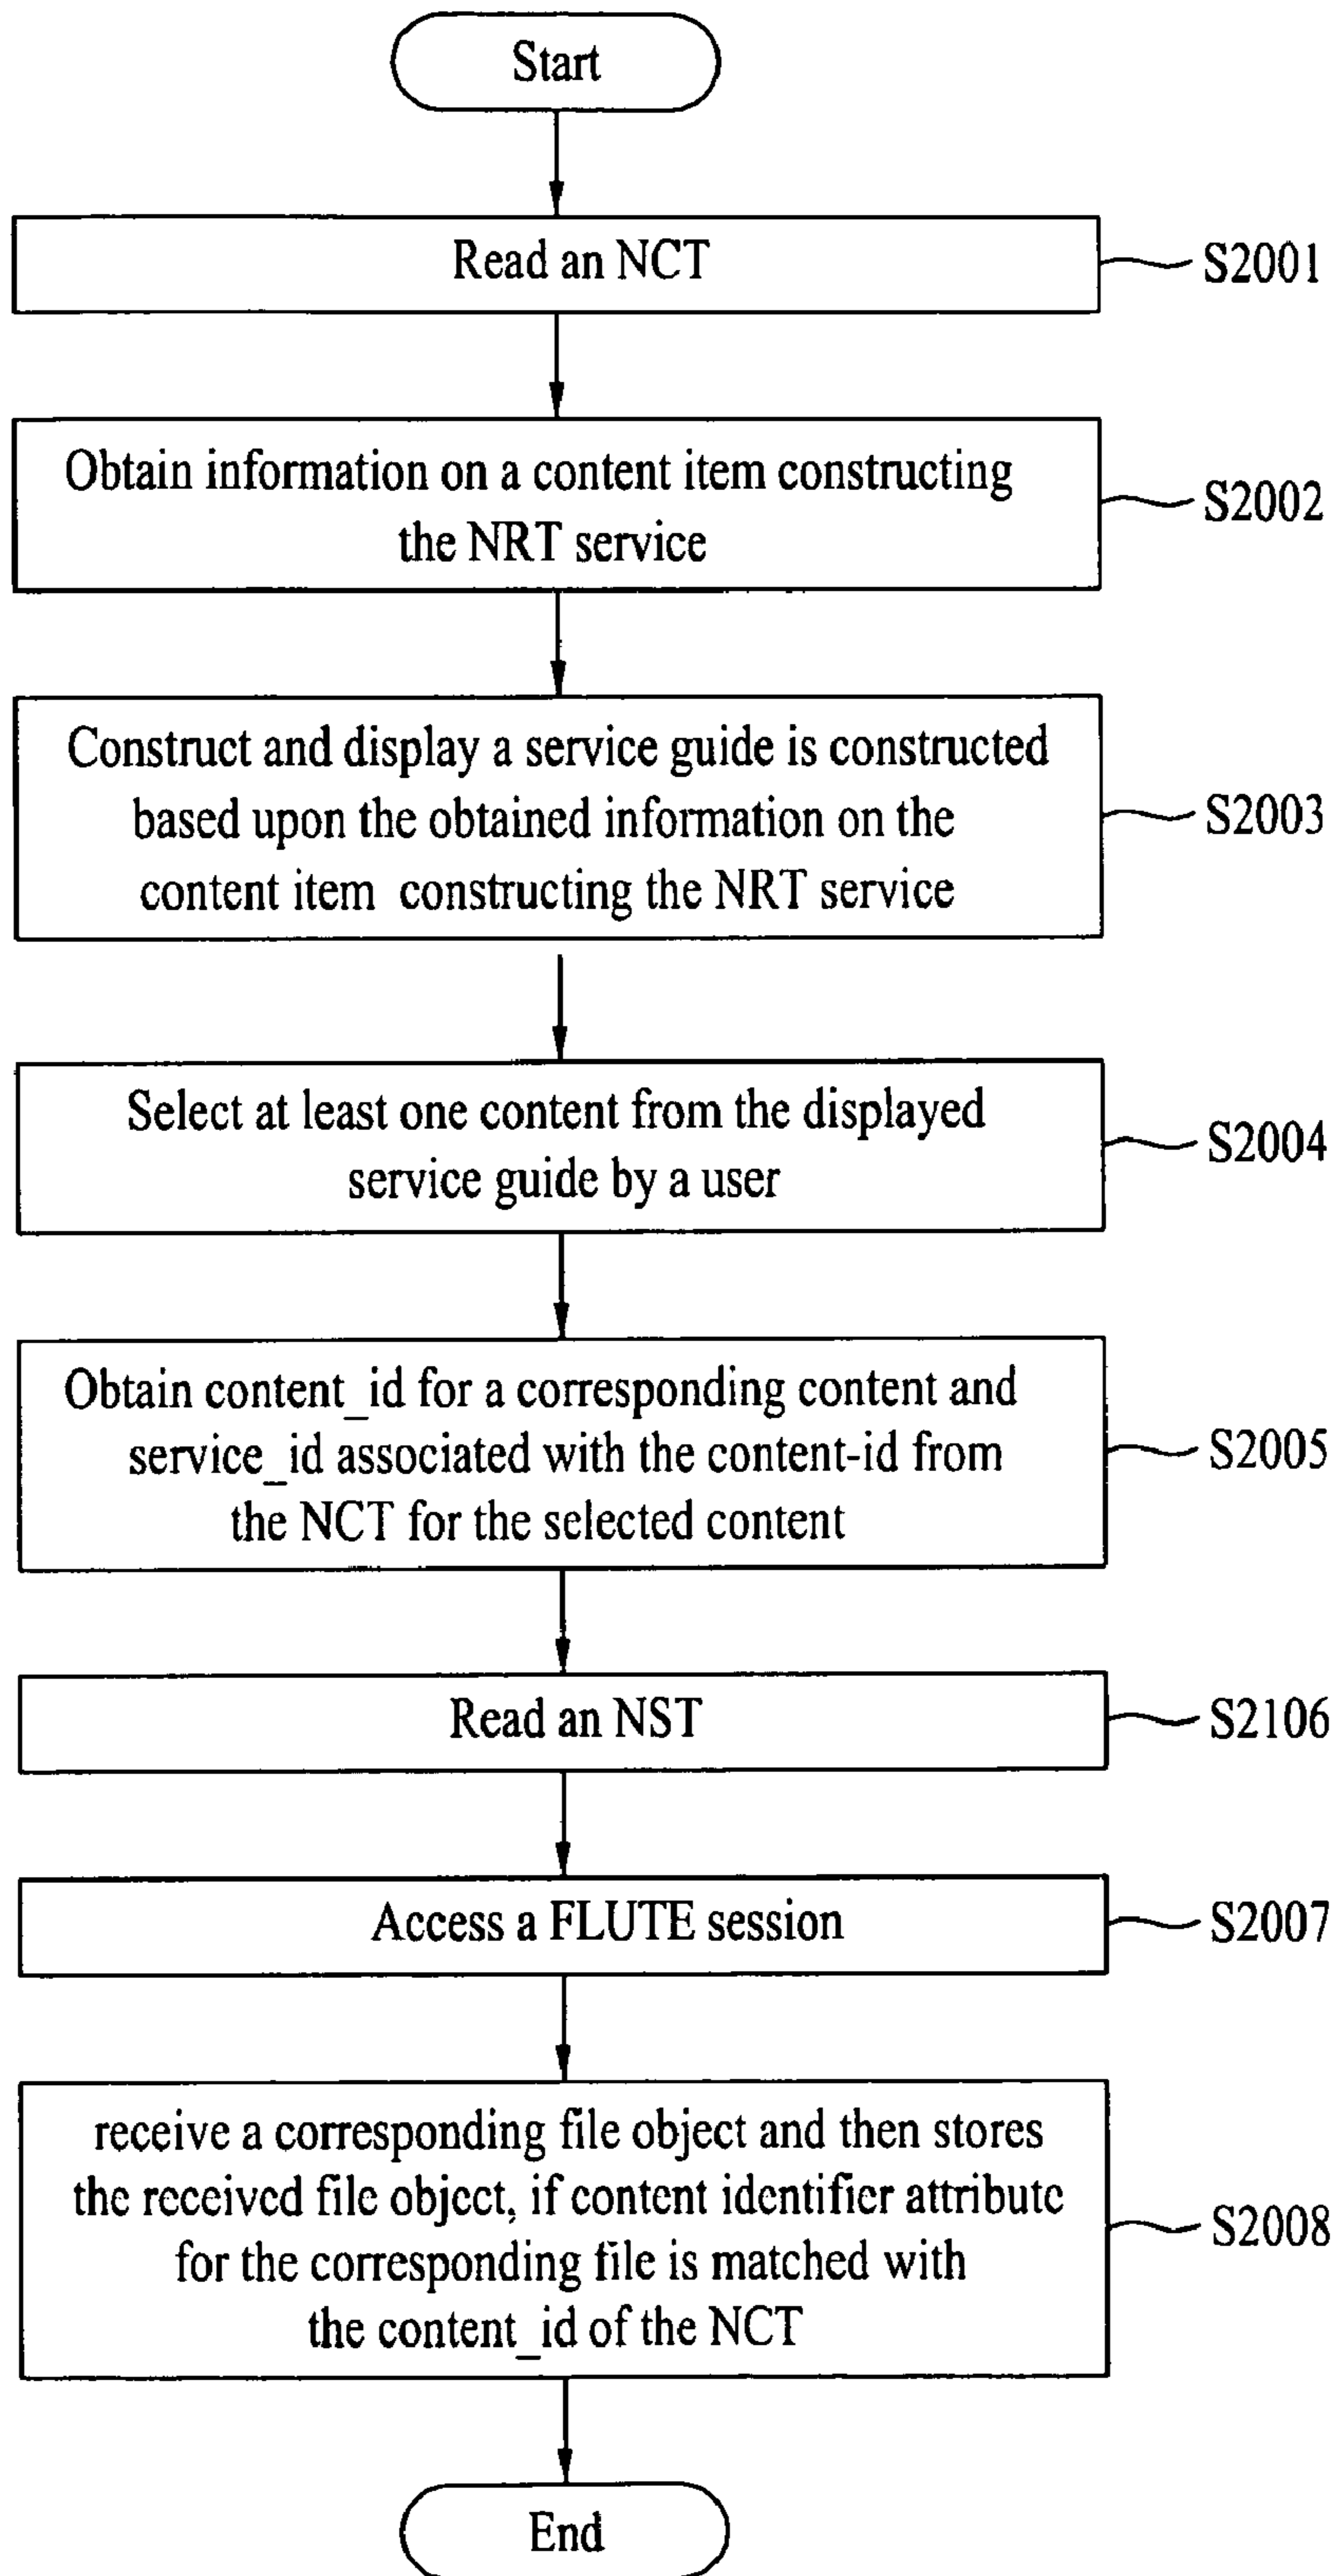 Start
Read an NCT
S2001
Obtain information on a content item constructing
the NRT service
S2002
Construct and display a service guide is constructed
based upon the obtained information on the
content item constructing the NRT service
S2003
Select at least one content from the displayed
service guide by a user
S2004
Obtain content_id for a corresponding content and
service_id associated with the content-id from
the NCT for the selected content
S2005
Read an NST
S2106
Access a FLUTE session
S2007
receive a corresponding file object and then stores
the received file object, if content identifier attribute
for the corresponding file is matched with
the content_id of the NCT
S2008
End